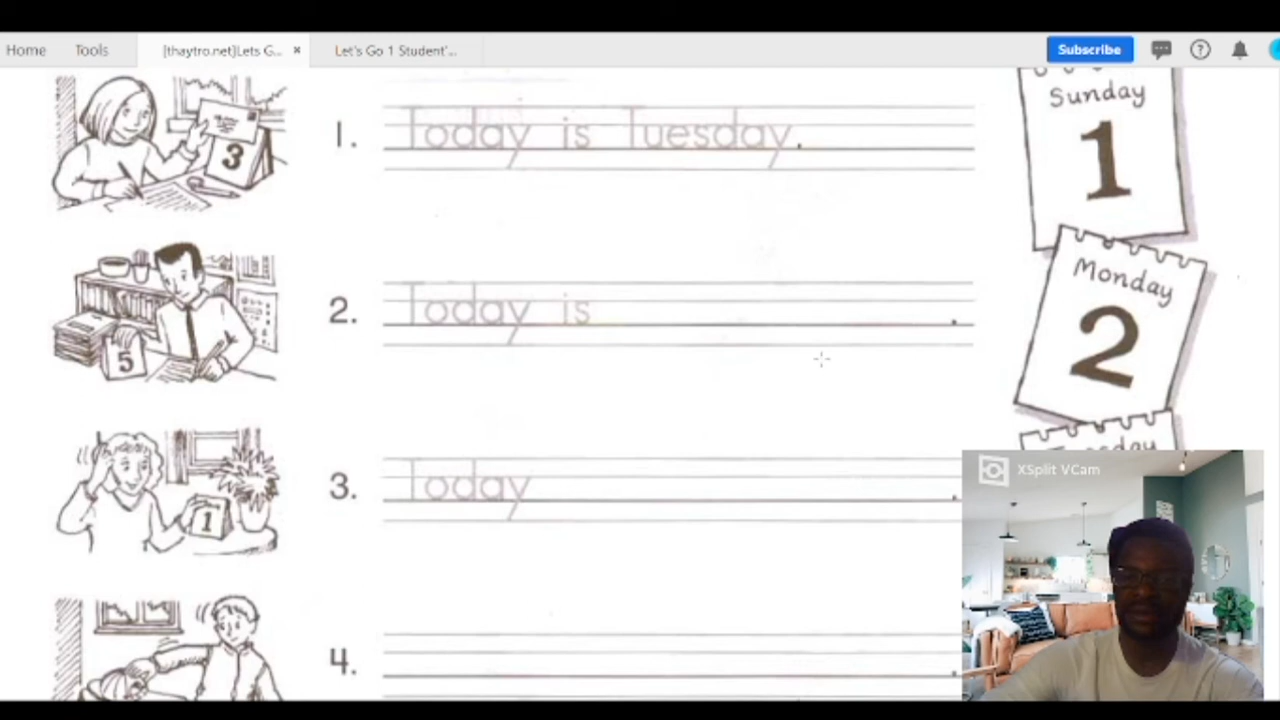 Home Tools [thaytro.net]Lets G... × Let's Go 1 Student'... Subscribe ?
Sunday
1
3
1. Today is Tuesday.
Monday
2
5
2. Today is .
1
3. Today .
XSplit VCam
4. .